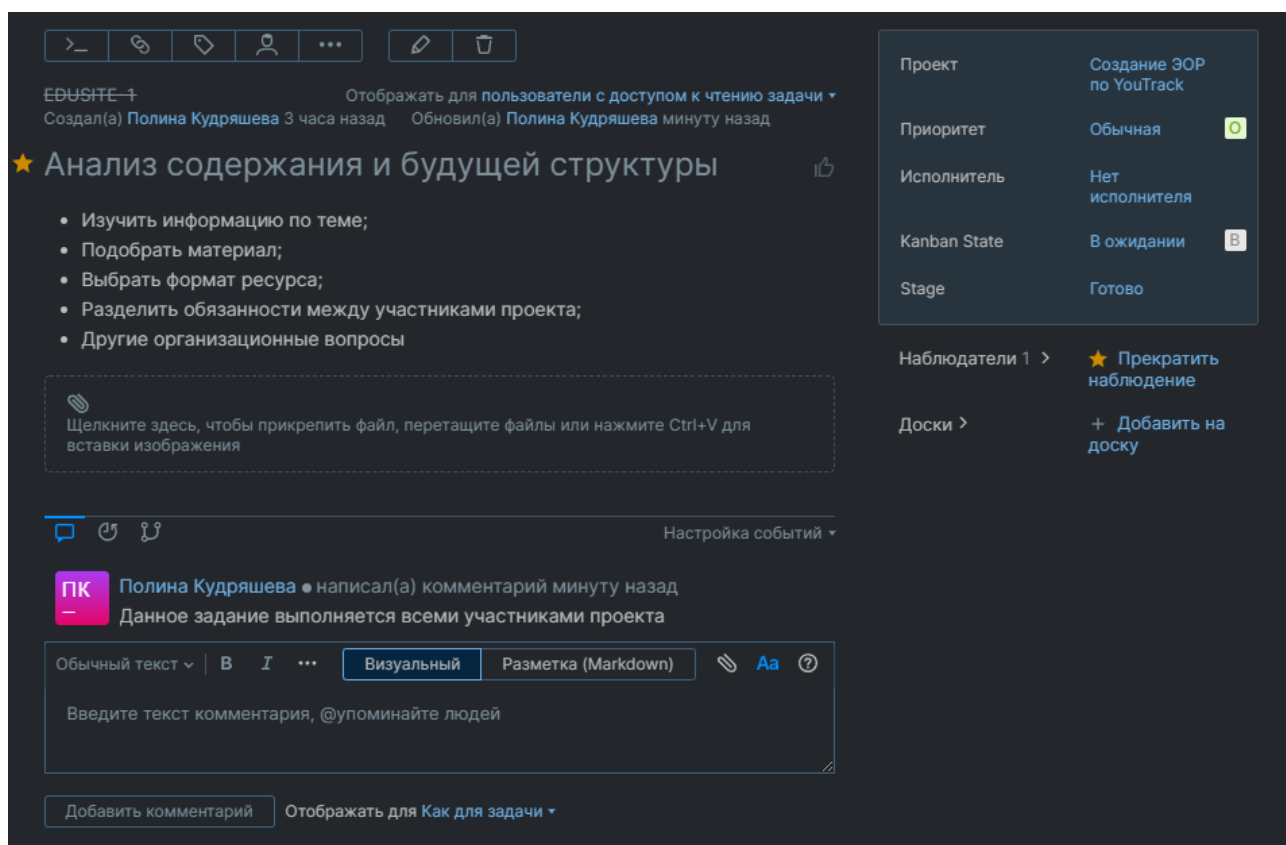 EDUSITE-1 Отображать для пользователи с доступом к чтению задачи
Создал(а) Полина Кудряшева 3 часа назад Обновил(а) Полина Кудряшева минуту назад
Анализ содержания и будущей структуры
• Изучить информацию по теме;
• Подобрать материал;
• Выбрать формат ресурса;
• Разделить обязанности между участниками проекта;
• Другие организационные вопросы
Щелкните здесь, чтобы прикрепить файл, перетащите файлы или нажмите Ctrl+V для
вставки изображения
Настройка событий
ПК
Полина Кудряшева ● написал(а) комментарий минуту назад
Данное задание выполняется всеми участниками проекта
Обычный текст B I ••• Визуальный Разметка (Markdown) Aa ?
Введите текст комментария, @упоминайте людей
Добавить комментарий Отображать для Как для задачи
Проект Создание ЭОР
по YouTrack
Приоритет Обычная О
Исполнитель Нет
исполнителя
Kanban State В ожидании В
Stage Готово
Наблюдатели 1 > Прекратить
наблюдение
Доски > + Добавить на
доску